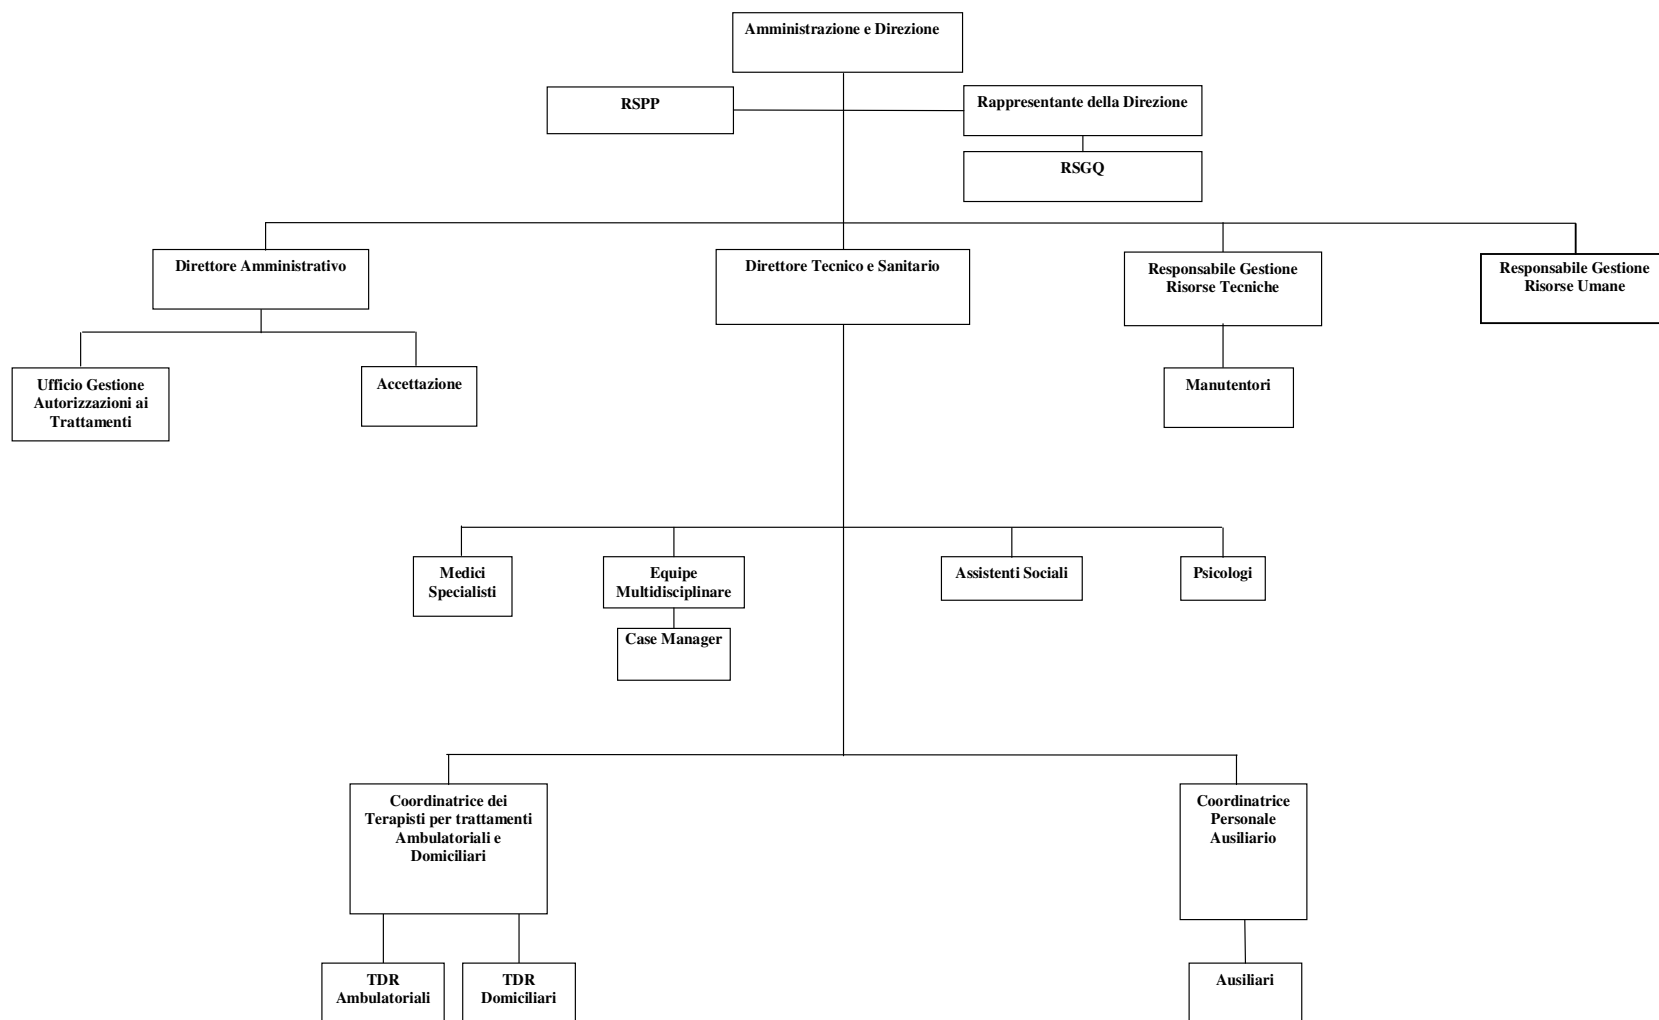 Amministrazione e Direzione
RSPP
Rappresentante della Direzione
RSGQ
Direttore Amministrativo
Direttore Tecnico e Sanitario
Responsabile Gestione
Risorse Tecniche
Responsabile Gestione
Risorse Umane
Ufficio Gestione
Autorizzazioni ai
Trattamenti
Accettazione
Manutentori
Medici
Specialisti
Equipe
Multidisciplinare
Assistenti Sociali
Psicologi
Case Manager
Coordinatrice dei
Terapisti per trattamenti
Ambulatoriali e
Domiciliari
Coordinatrice
Personale
Ausiliario
TDR
Ambulatoriali
TDR
Domiciliari
Ausiliari